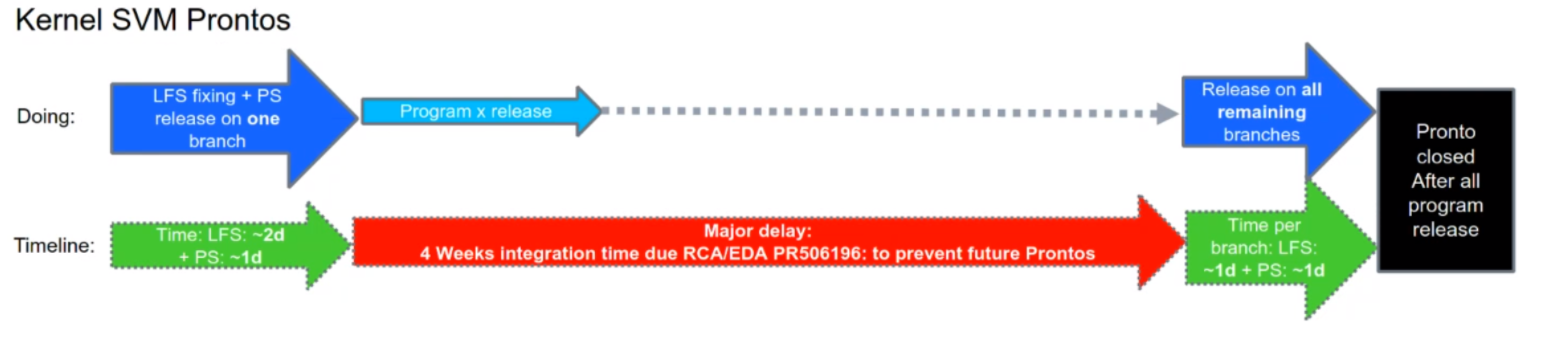 Kernel SVM Prontos
Doing:
LFS fixing + PS
release on one
branch
Program x release
Release on all
remaining
branches
Pronto
closed
After all
program
release
Timeline:
Time: LFS: ~2d
+ PS: ~1d
Major delay:
4 Weeks integration time due RCA/EDA PR506196: to prevent future Prontos
Time per
branch: LFS:
~1d + PS: ~1d